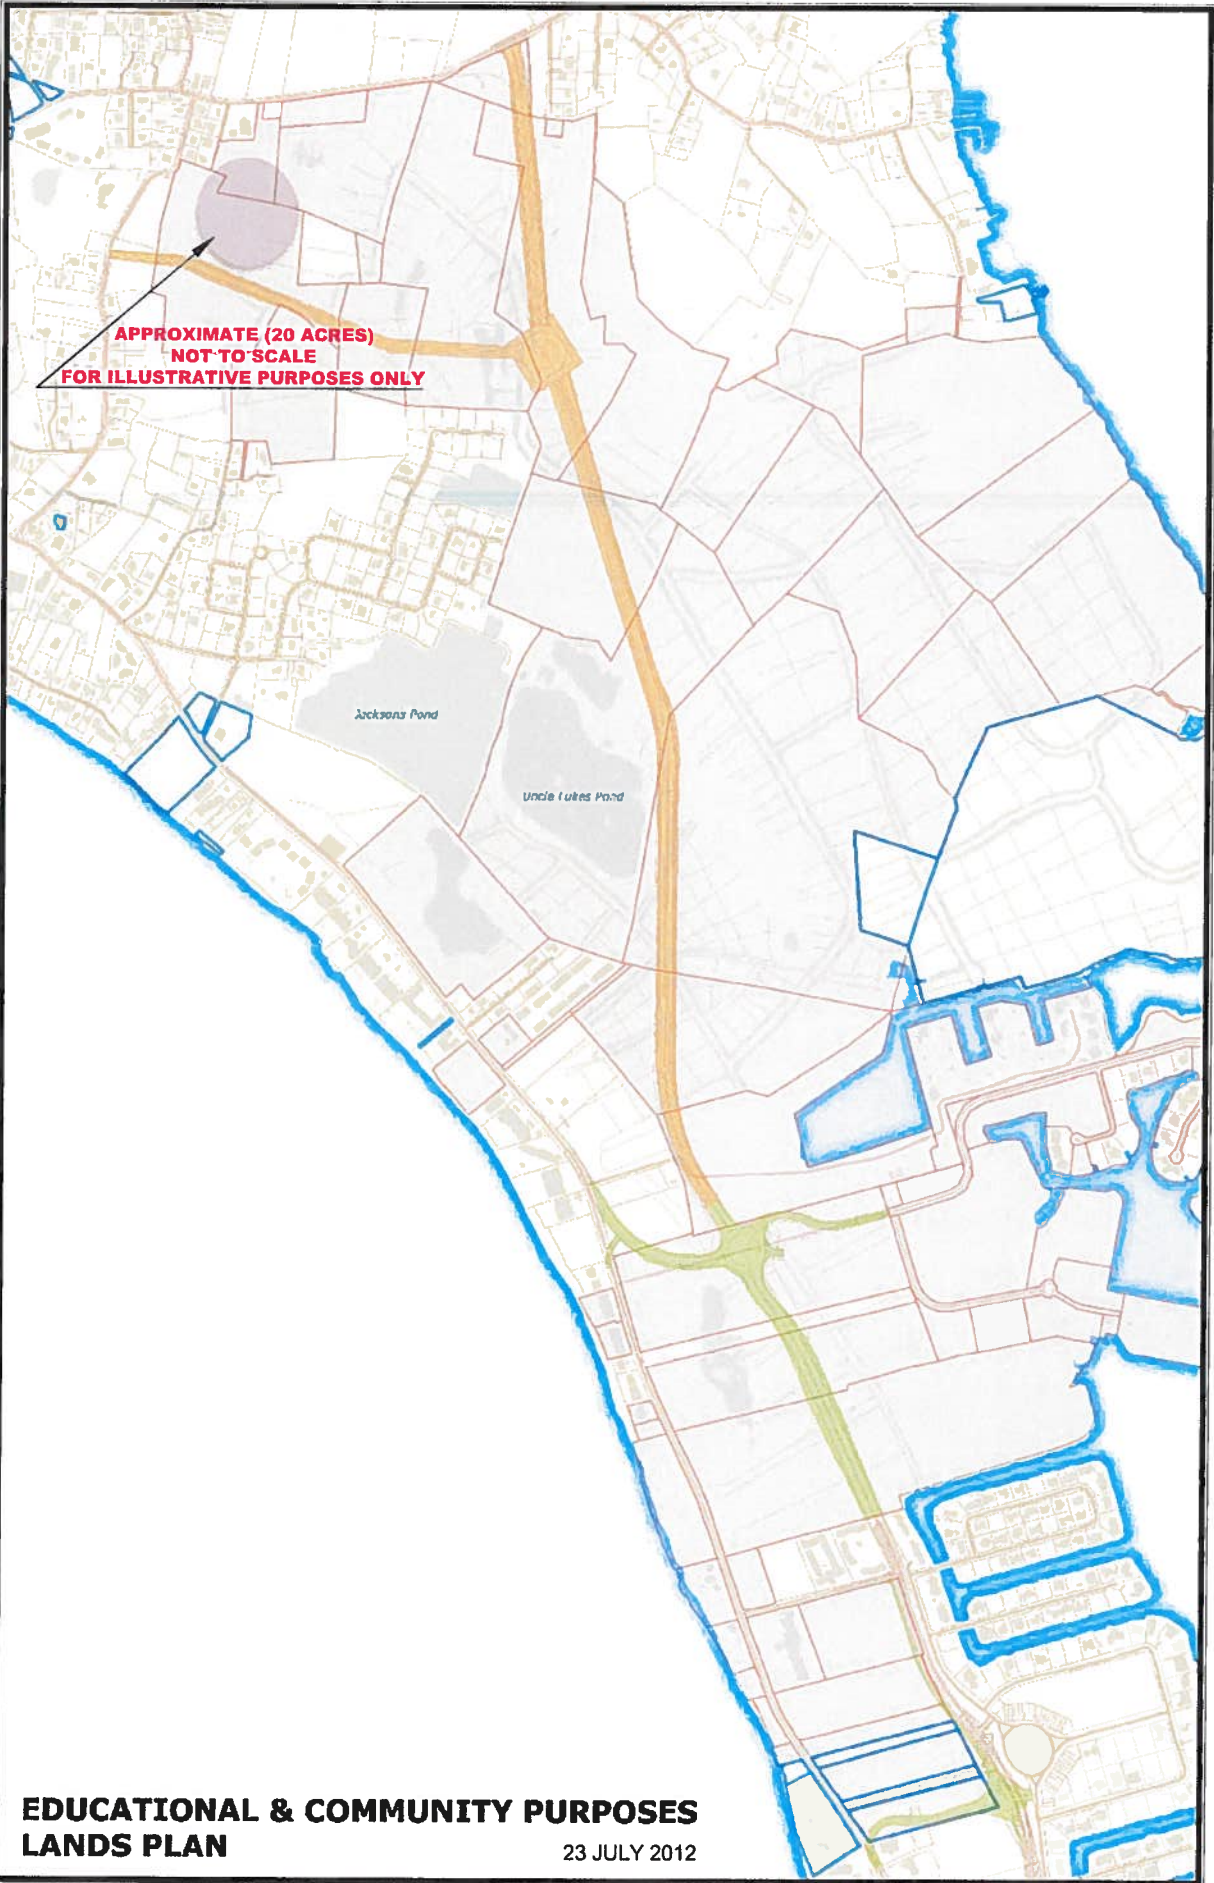 APPROXIMATE (20 ACRES)
NOT TO SCALE
FOR ILLUSTRATIVE PURPOSES ONLY
Jacksons Pond
Uncle Lukes Pond
EDUCATIONAL & COMMUNITY PURPOSES
LANDS PLAN
23 JULY 2012